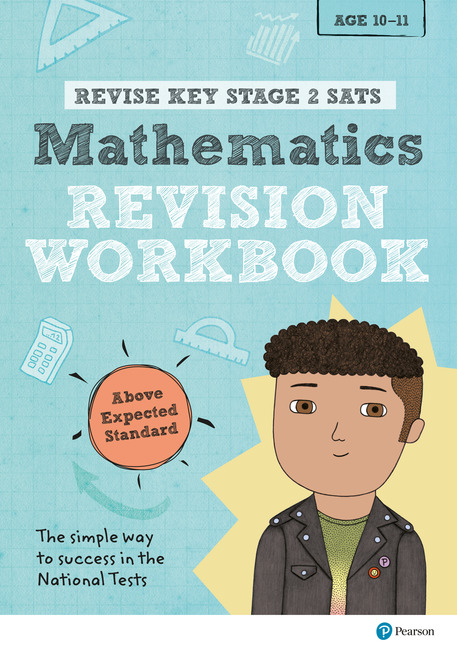 AGE 10–11
REVISE KEY STAGE 2 SATS
Mathematics
REVISION
WORKBOOK
Above
Expected
Standard
The simple way
to success in the
National Tests
P
P Pearson